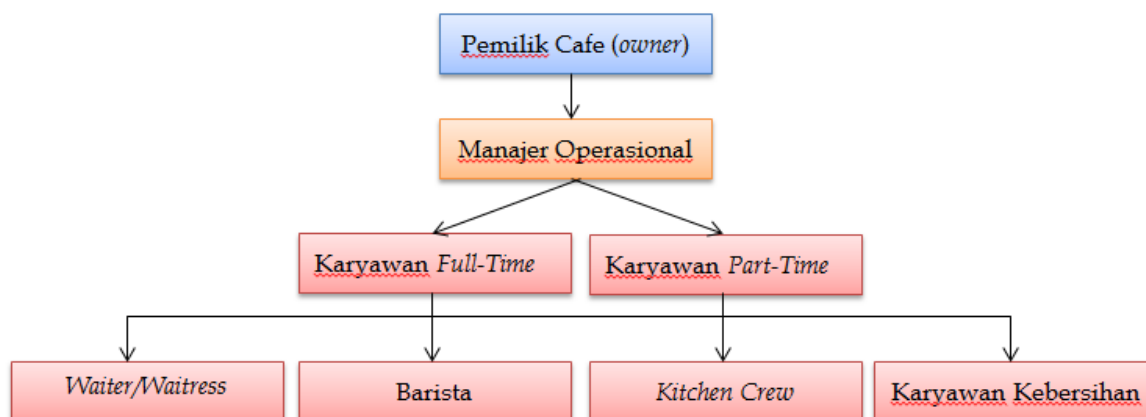 Pemilik Cafe (owner)
Manajer Operasional
Karyawan Full-Time
Karyawan Part-Time
Waiter/Waitress
Barista
Kitchen Crew
Karyawan Kebersihan